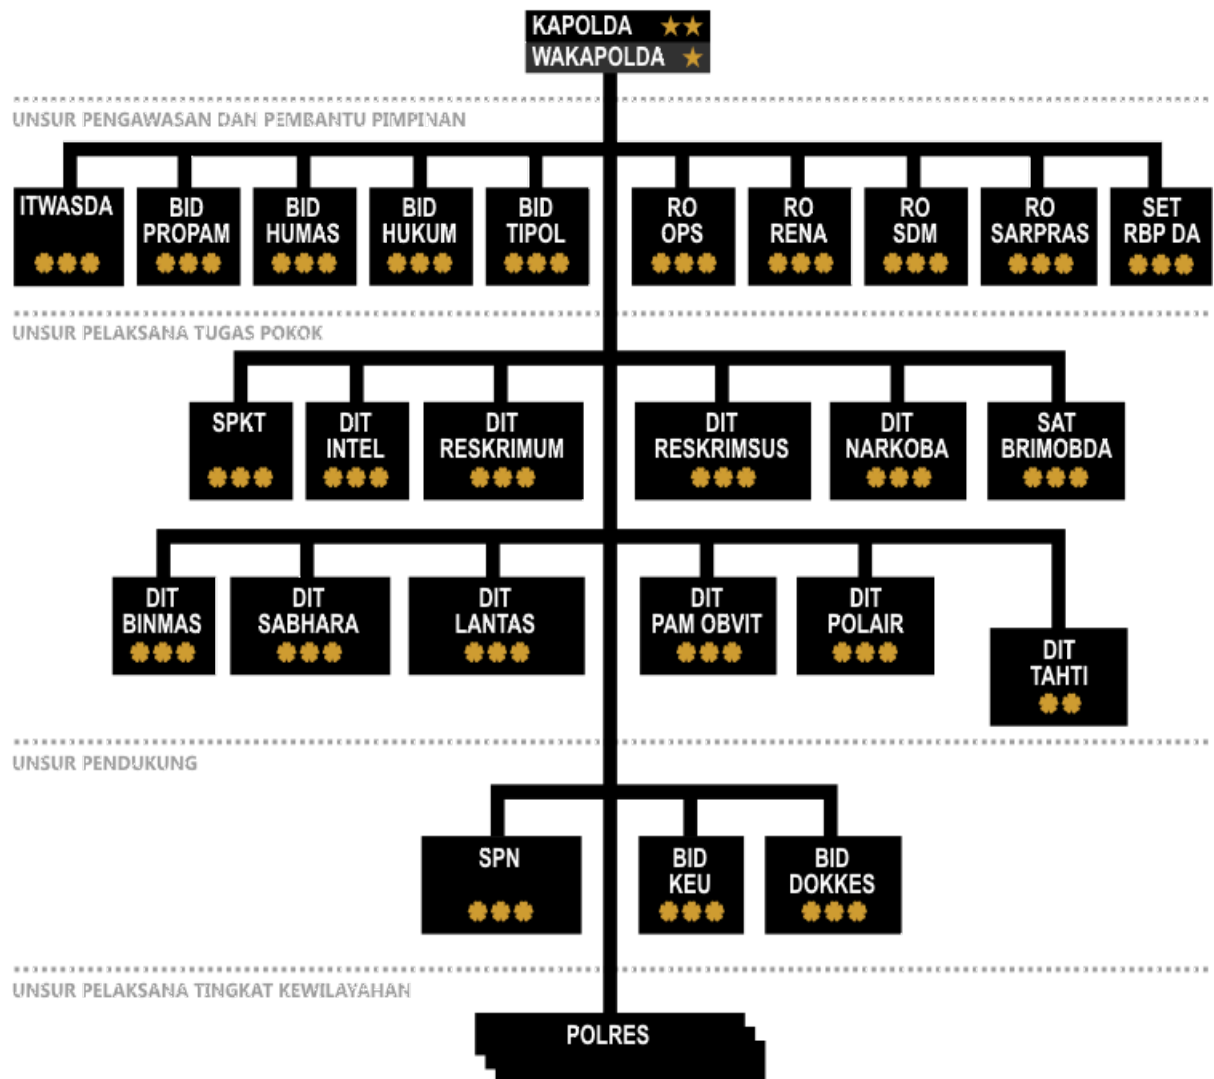 KAPOLDA
WAKAPOLDA
UNSUR PENGAWASAN DAN PEMBANTU PIMPINAN
ITWASDA
BID
PROPAM
BID
HUMAS
BID
HUKUM
BID
TIPOL
RO
OPS
RO
RENA
RO
SDM
RO
SARPRAS
SET
RBP DA
UNSUR PELAKSANA TUGAS POKOK
SPKT
DIT
INTEL
DIT
RESKRIMUM
DIT
RESKRIMSUS
DIT
NARKOBA
SAT
BRIMOBDA
DIT
BINMAS
DIT
SABHARA
DIT
LANTAS
DIT
PAM OBVIT
DIT
POLAIR
DIT
TAHTI
UNSUR PENDUKUNG
SPN
BID
KEU
BID
DOKKES
UNSUR PELAKSANA TINGKAT KEWILAYAHAN
POLRES